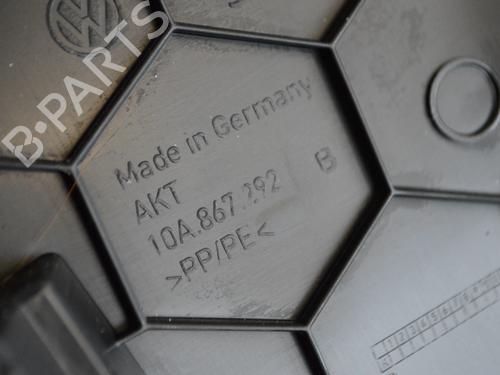 B-PARTS
Made in Germany
AKT
10A.867.292 B
>PP/PE<